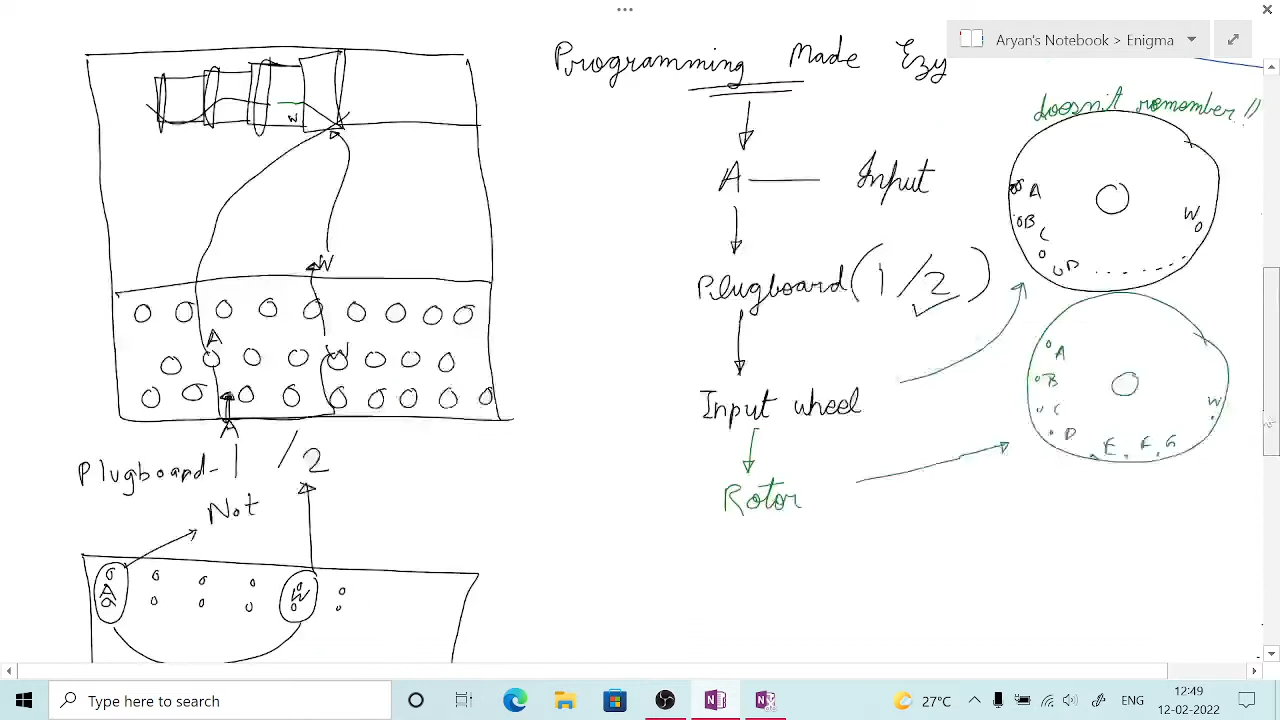 Aryan's Notebook > Enigma
Programming Made Ezy
doesn't remember!!
A — Input
Plugboard (1/2)
Input wheel
Rotor
A
B
C
D
W
A
B
C
D
E
F
G
W
W
W
A
W
A
Plugboard - 1 / 2
Not
A
W
Type here to search
27°C
ENG
12:49
12-02-2022